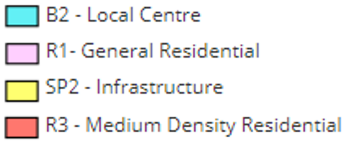 B2 - Local Centre
R1- General Residential
SP2 - Infrastructure
R3 - Medium Density Residential